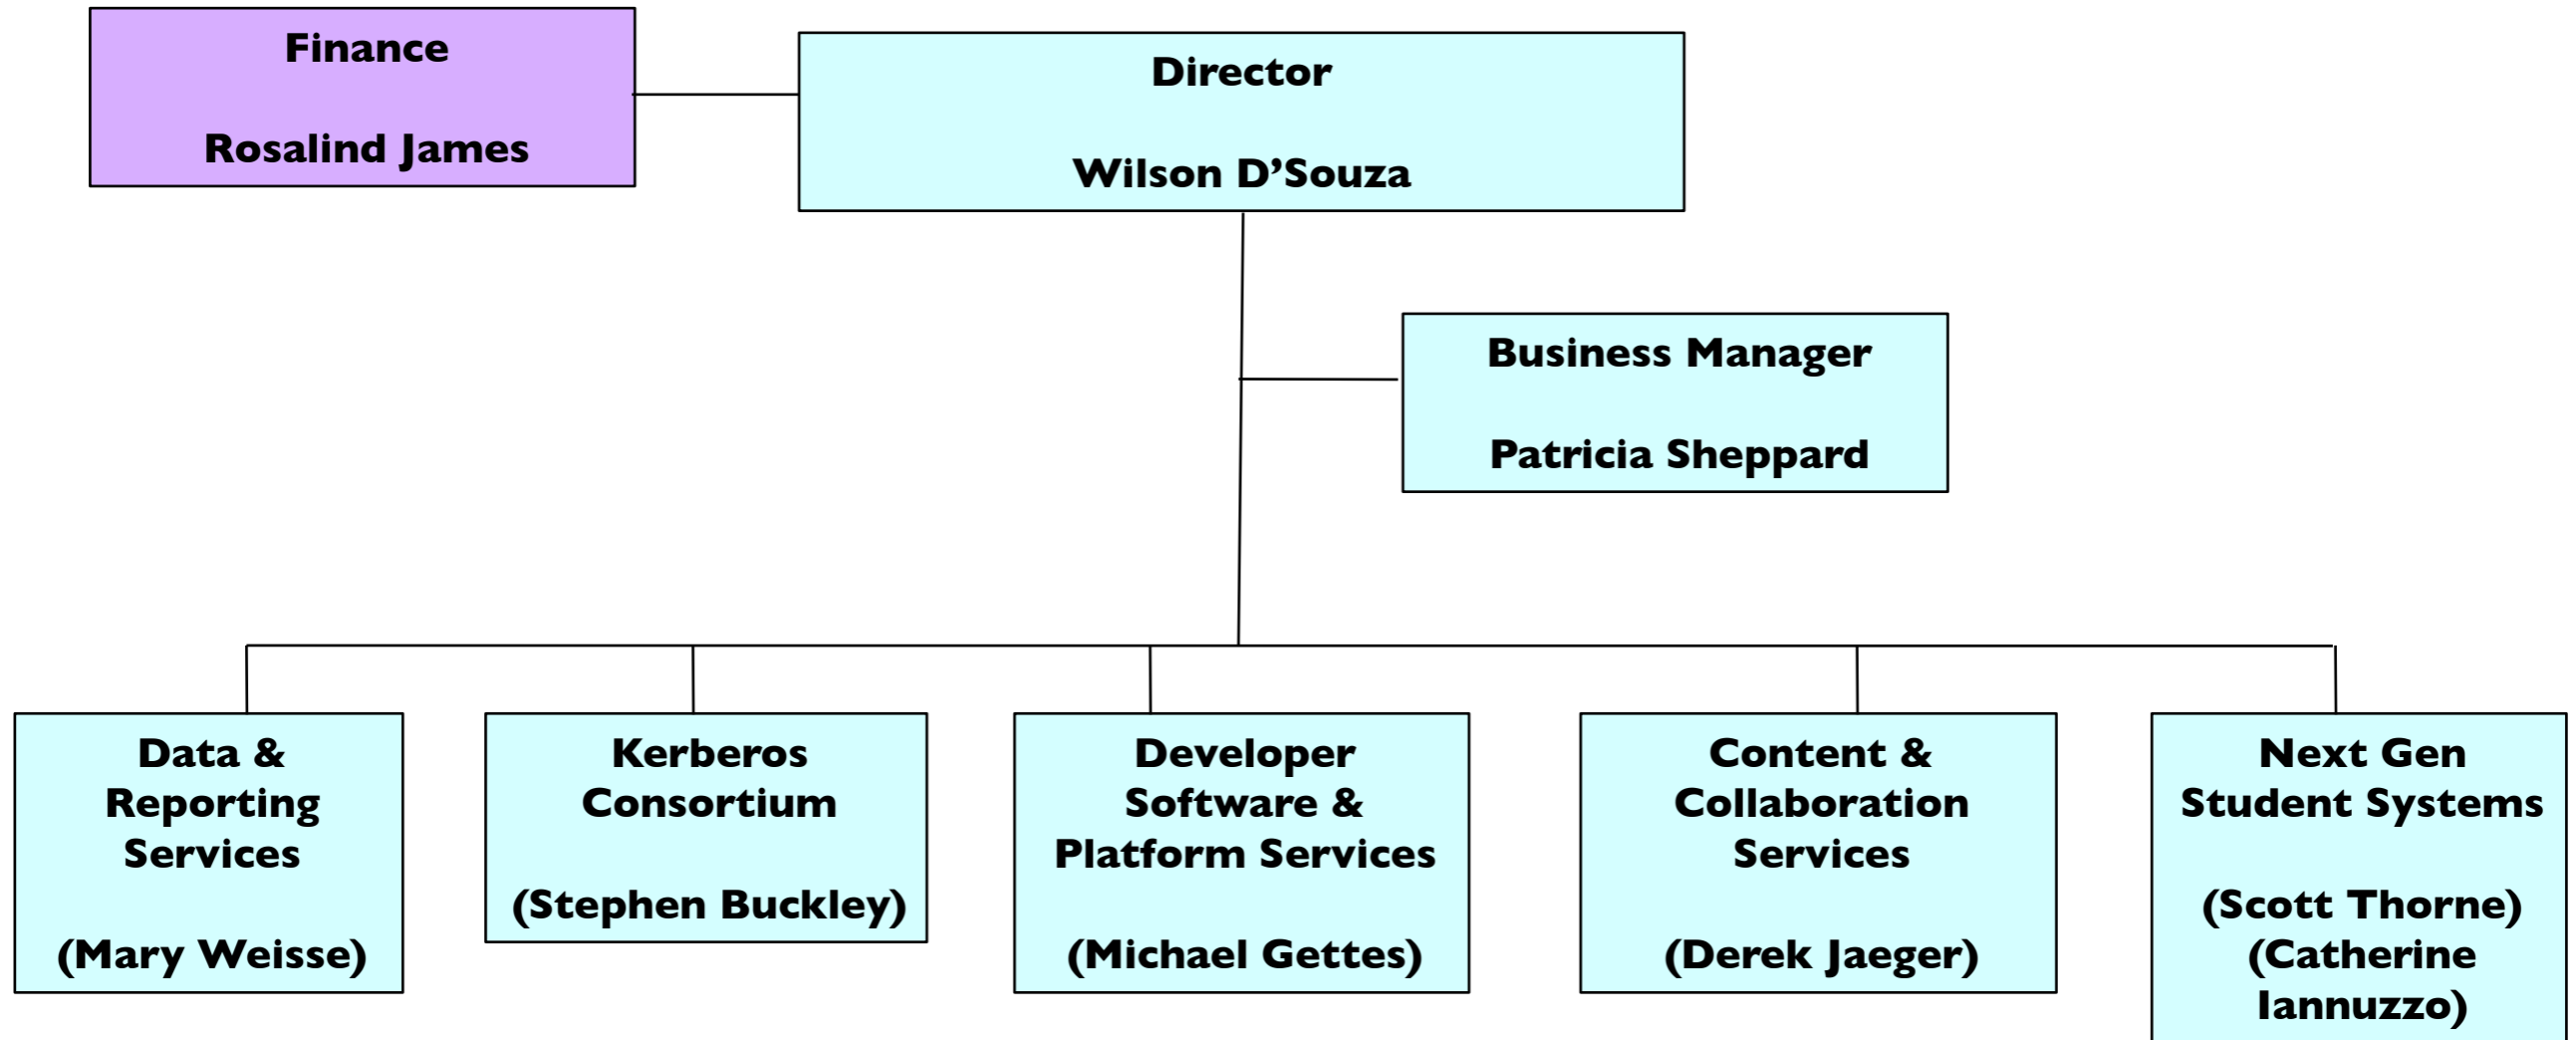 Finance
Rosalind James
Director
Wilson D’Souza
Business Manager
Patricia Sheppard
Data &
Reporting
Services
(Mary Weisse)
Kerberos
Consortium
(Stephen Buckley)
Developer
Software &
Platform Services
(Michael Gettes)
Content &
Collaboration
Services
(Derek Jaeger)
Next Gen
Student Systems
(Scott Thorne)
(Catherine
Iannuzzo)